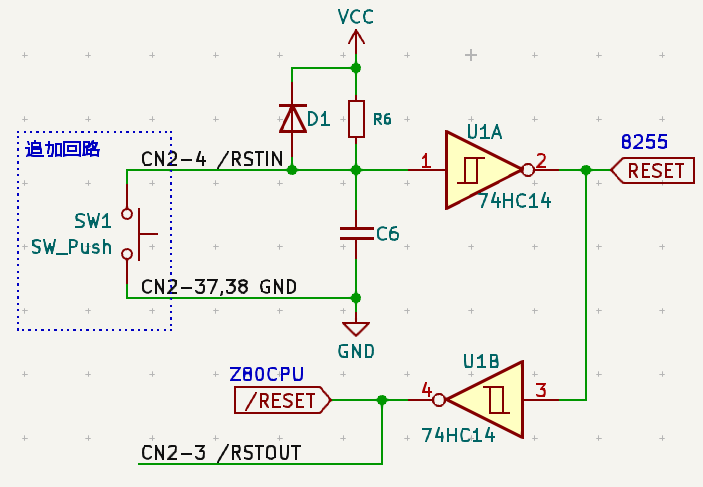 VCC
D1
R6
追加回路
CN2-4 /RSTIN
1
U1A
2
74HC14
8255
RESET
SW1
SW_Push
C6
CN2-37,38 GND
GND
Z80CPU
/RESET
4
U1B
3
74HC14
CN2-3 /RSTOUT